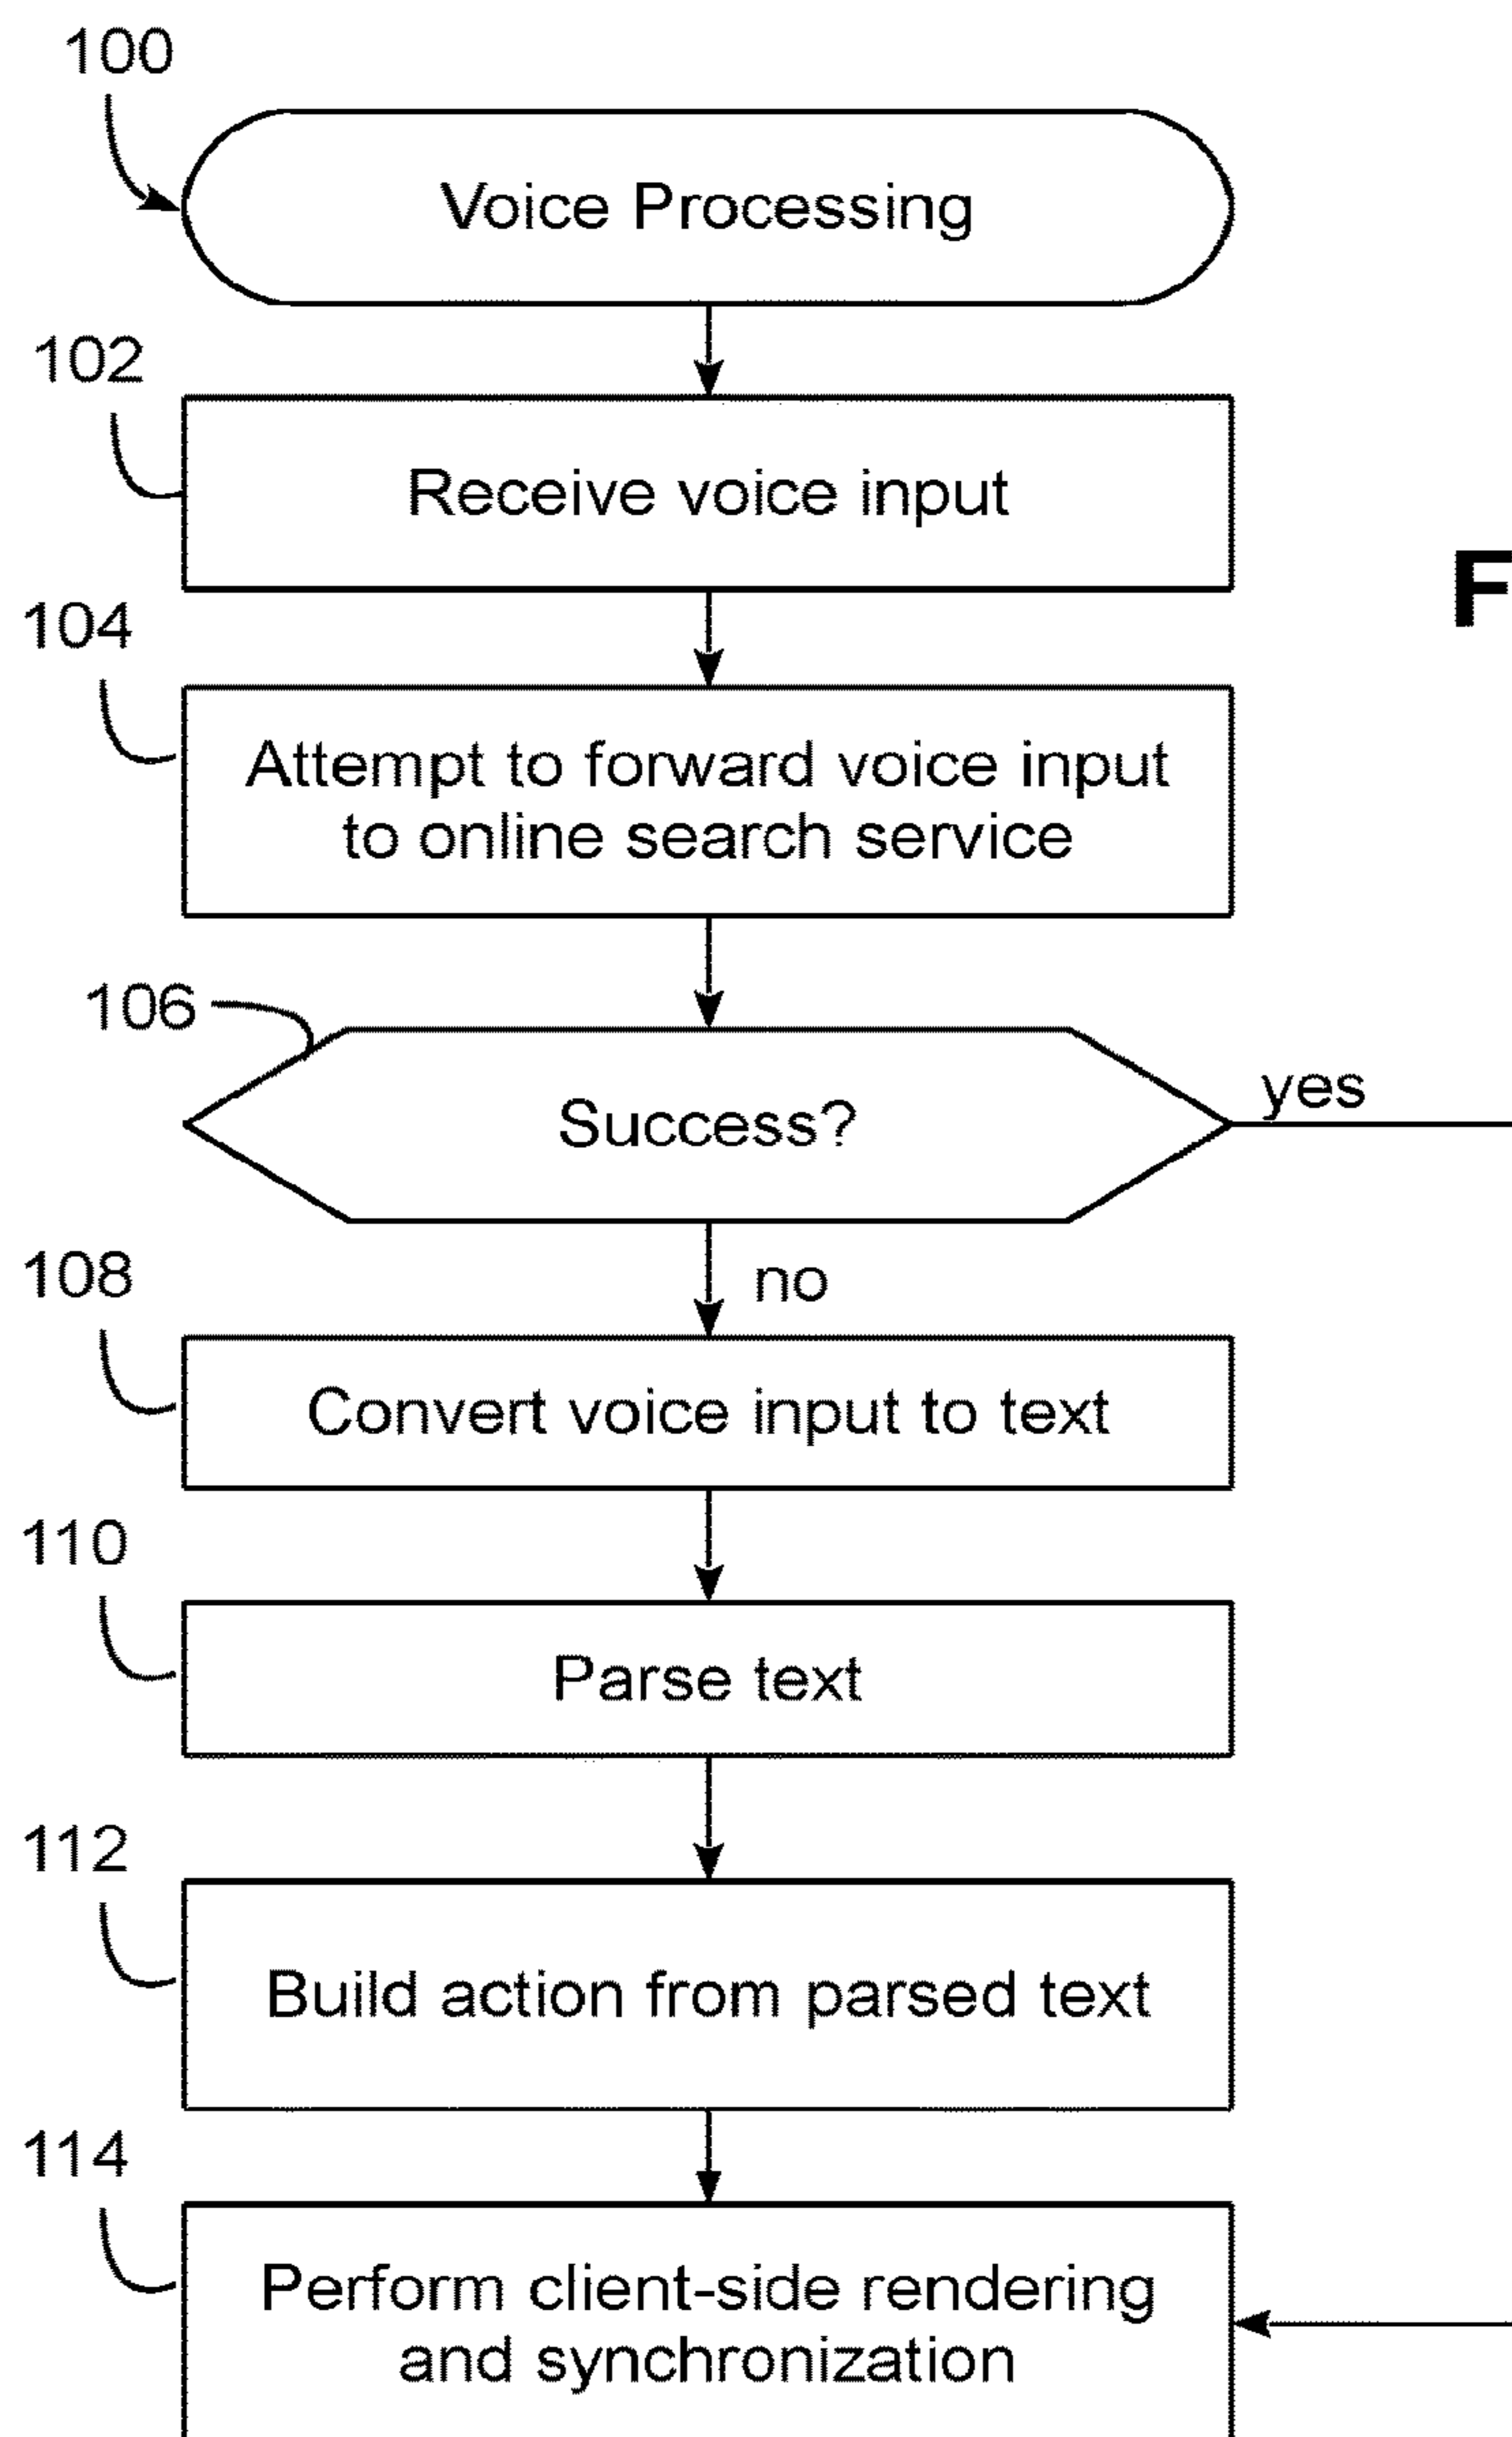 100
Voice Processing
102
Receive voice input
F
104
Attempt to forward voice input
to online search service
106
Success?
yes
no
108
Convert voice input to text
110
Parse text
112
Build action from parsed text
114
Perform client-side rendering
and synchronization